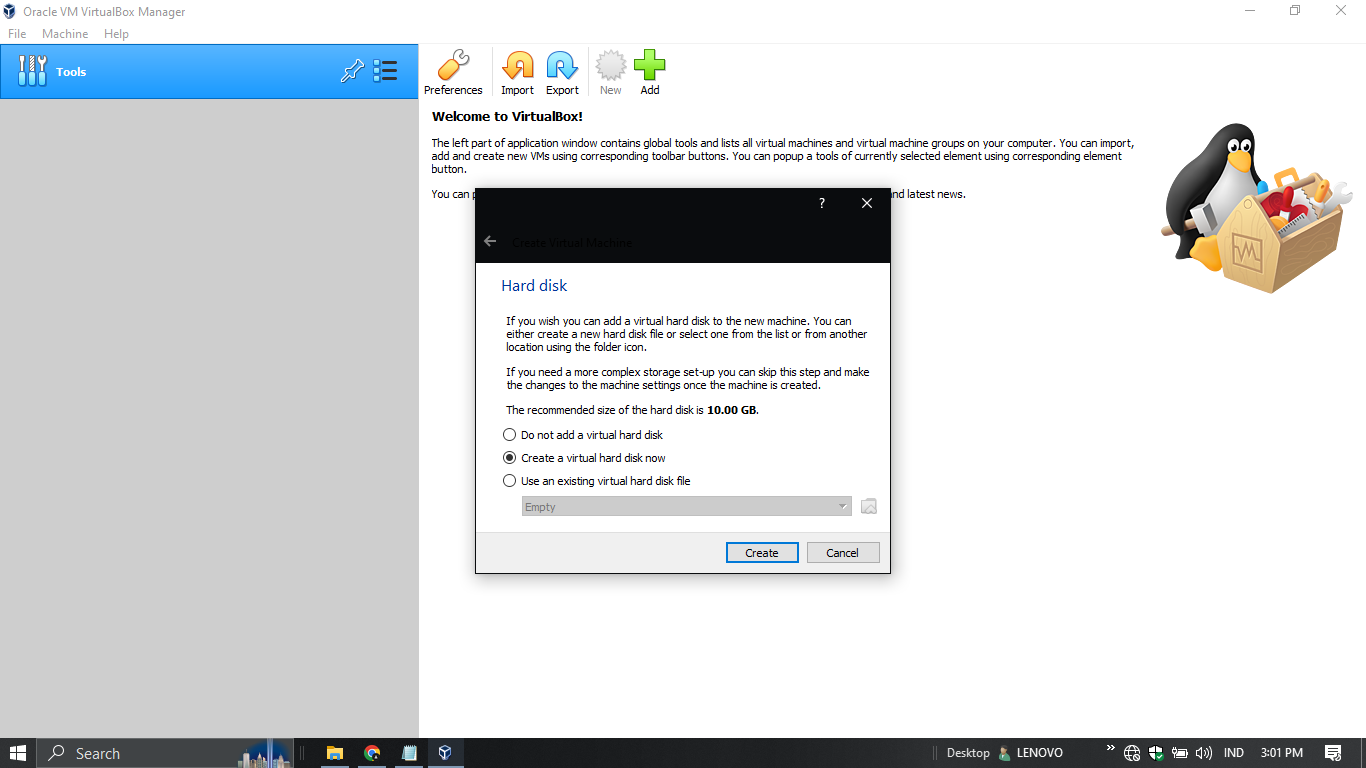 Oracle VM VirtualBox Manager
File Machine Help
Tools
Preferences Import Export New Add
Welcome to VirtualBox!
The left part of application window contains global tools and lists all virtual machines and virtual machine groups on your computer. You can import,
add and create new VMs using corresponding toolbar buttons. You can popup a tools of currently selected element using corresponding element
button.
You can
and latest news.
?
Create Virtual Machine
Hard disk
If you wish you can add a virtual hard disk to the new machine. You can
either create a new hard disk file or select one from the list or from another
location using the folder icon.
If you need a more complex storage set-up you can skip this step and make
the changes to the machine settings once the machine is created.
The recommended size of the hard disk is 10.00 GB.
Do not add a virtual hard disk
Create a virtual hard disk now
Use an existing virtual hard disk file
Empty
Create Cancel
Search
Desktop LENOVO
IND 3:01 PM